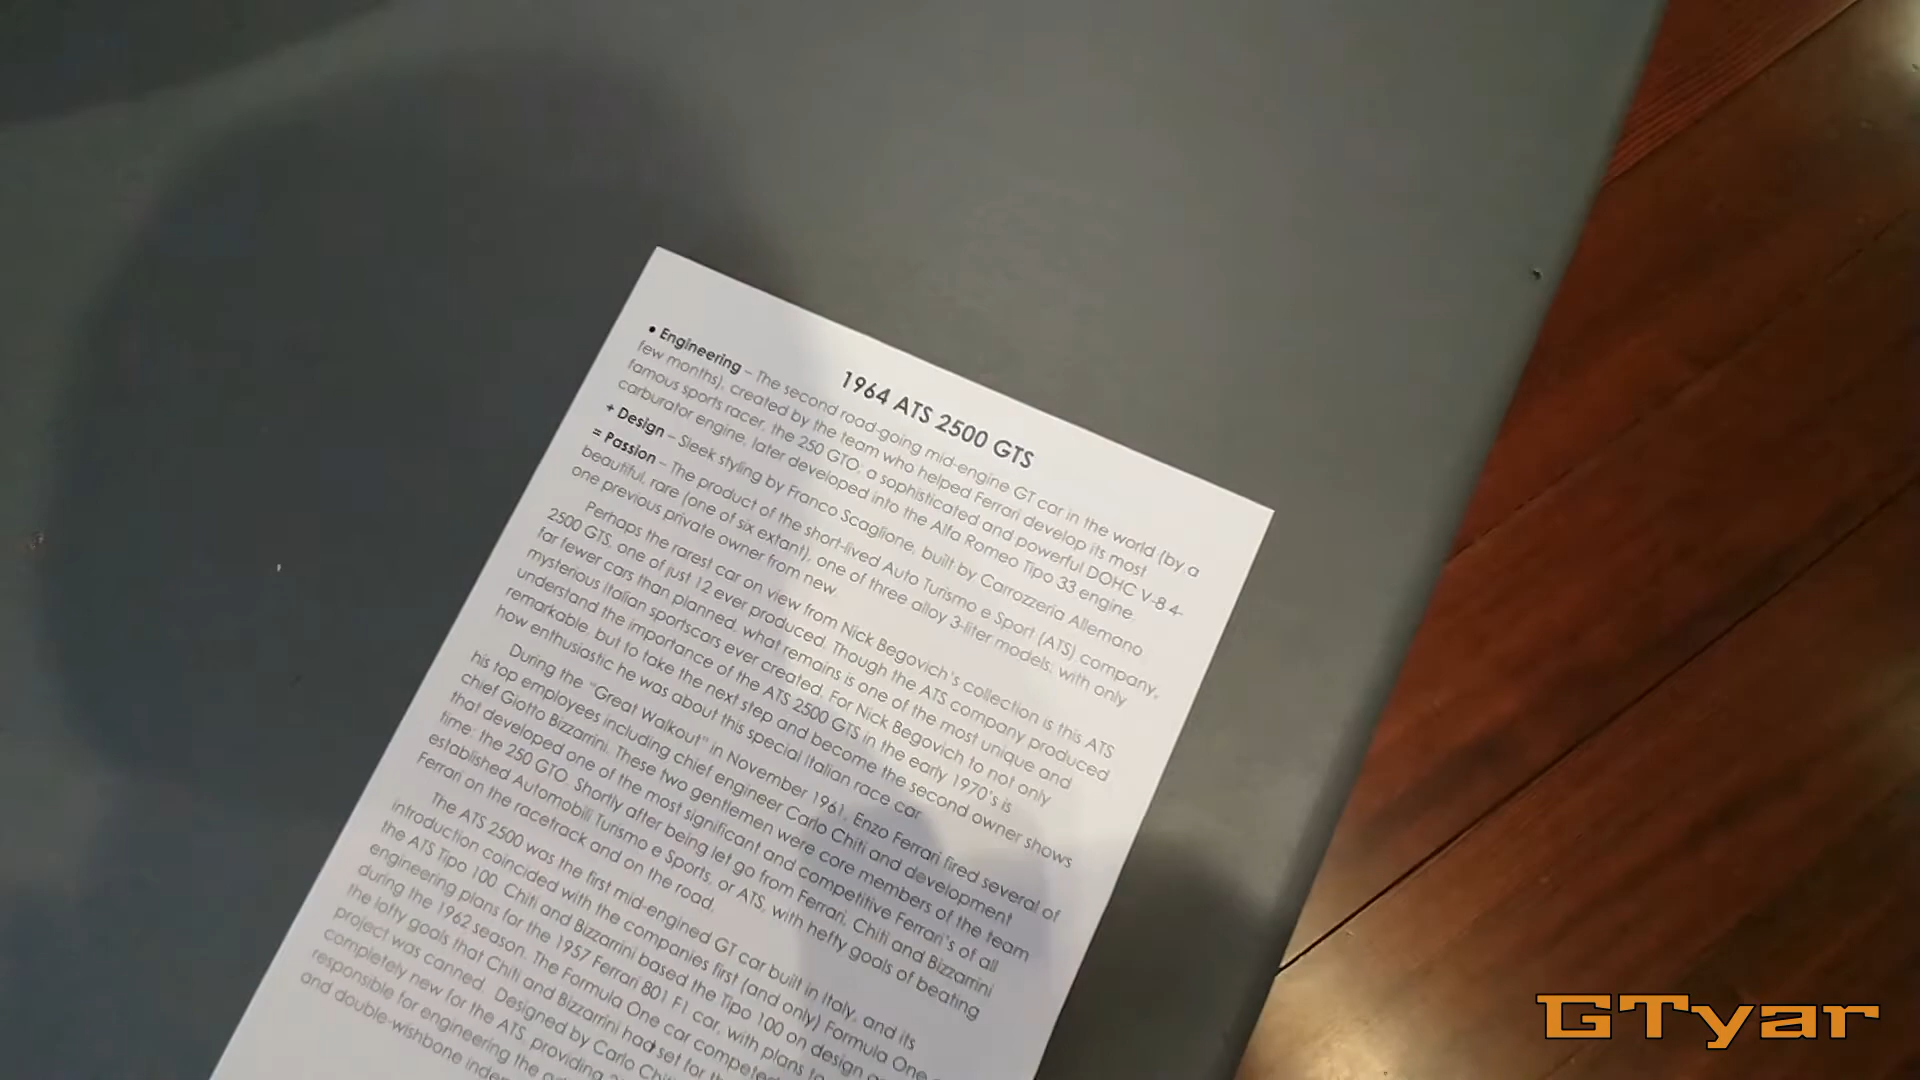 1964 ATS 2500 GTS
• Engineering – The second road-going mid-engine GT car in the world (by a
few months), created by the team who helped Ferrari develop its most
famous sports racer, the 250 GTO; a sophisticated and powerful DOHC V-8 4-
carburator engine, later developed into the Alfa Romeo Tipo 33 engine.
+ Design – Sleek styling by Franco Scaglione, built by Carrozzeria Allemano
= Passion – The product of the short-lived Auto Turismo e Sport (ATS) company,
beautiful, rare (one of six extant), one of three alloy 3-liter models; with only
one previous private owner from new.
Perhaps the rarest car on view from Nick Begovich's collection is this ATS
2500 GTS, one of just 12 ever produced. Though the ATS company produced
far fewer cars than planned, what remains is one of the most unique and
mysterious Italian sportscars ever created. For Nick Begovich to not only
understand the importance of the ATS 2500 GTS in the early 1970's is
remarkable, but to take the next step and become the second owner shows
how enthusiastic he was about this special Italian race car
During the "Great Walkout" in November 1961, Enzo Ferrari fired several of
his top employees including chief engineer Carlo Chiti and development
chief Giotto Bizzarrini. These two gentlemen were core members of the team
that developed one of the most significant and competitive Ferrari's of all
time: the 250 GTO. Shortly after being let go from Ferrari, Chiti and Bizzarrini
established Automobili Turismo e Sports, or ATS, with hefty goals of beating
Ferrari on the racetrack and on the road.
The ATS 2500 was the first mid-engined GT car built in Italy, and its
introduction coincided with the companies first (and only) Formula One
the ATS Tipo 100. Chiti and Bizzarrini based the Tipo 100 on design
engineering plans for the 1957 Ferrari 801 F1 car, with plans to
during the 1962 season. The Formula One car competed
the lofty goals that Chiti and Bizzarrini had set for
project was canned. Designed by Carlo
completely new for the ATS, providing
responsible for engineering the
and double-wishbone
GTyar